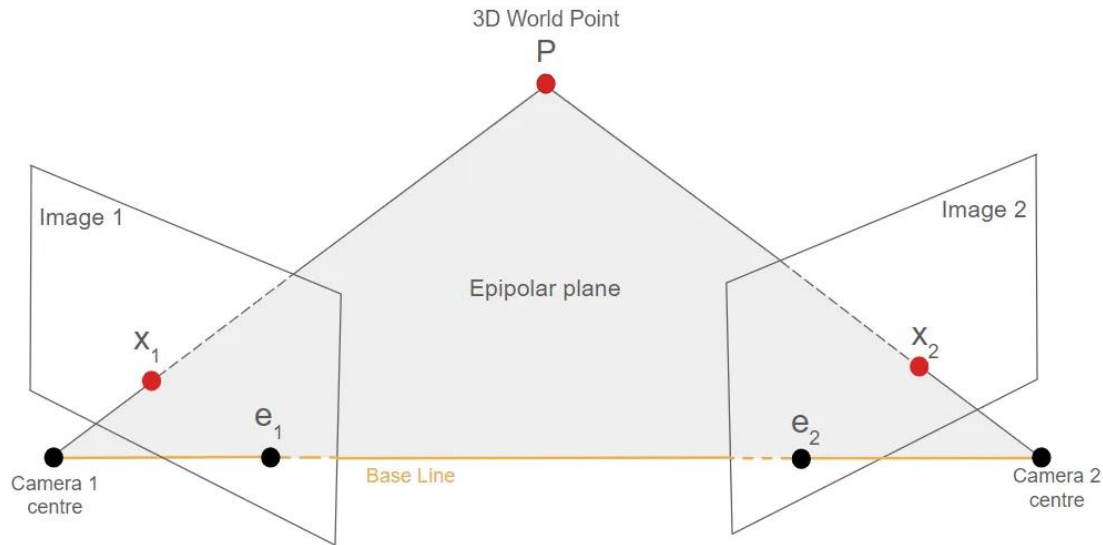 3D World Point
P
Image 1
Image 2
Epipolar plane
x₁
x₂
e₁
e₂
Base Line
Camera 1
centre
Camera 2
centre